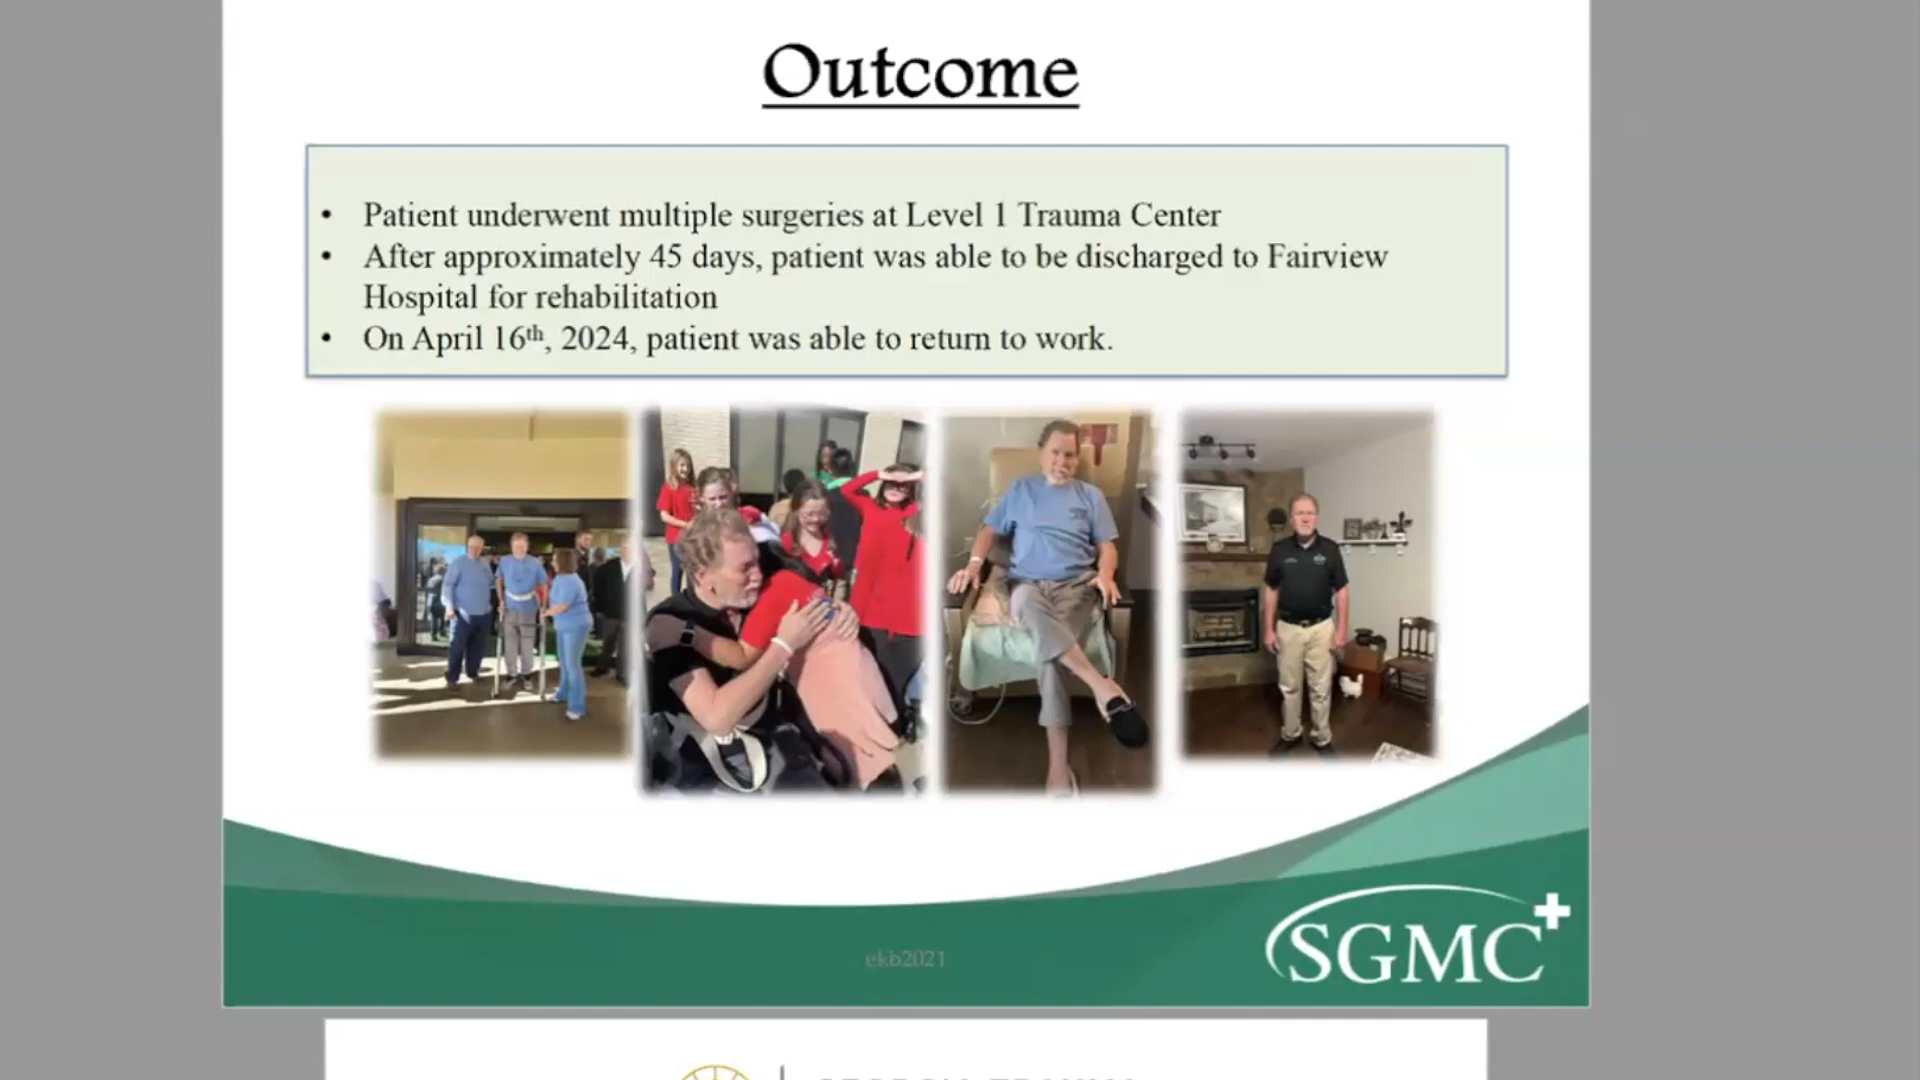 Outcome
• Patient underwent multiple surgeries at Level 1 Trauma Center
• After approximately 45 days, patient was able to be discharged to Fairview
Hospital for rehabilitation
• On April 16th, 2024, patient was able to return to work.
ekb2021
SGMC